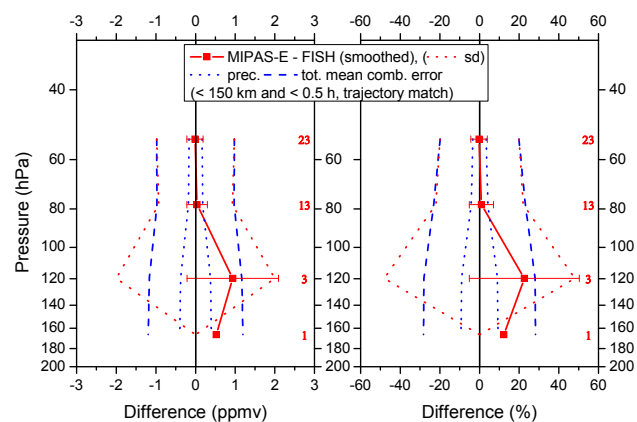 -3 -2 -1 0 1 2 3
-60 -40 -20 0 20 40 60
MIPAS-E - FISH (smoothed), ( sd)
prec. tot. mean comb. error
(< 150 km and < 0.5 h, trajectory match)
Pressure (hPa)
40
60
80
100
120
140
160
180
200
23
13
3
1
40
60
80
100
120
140
160
180
200
23
13
3
1
-3 -2 -1 0 1 2 3
-60 -40 -20 0 20 40 60
Difference (ppmv)
Difference (%)